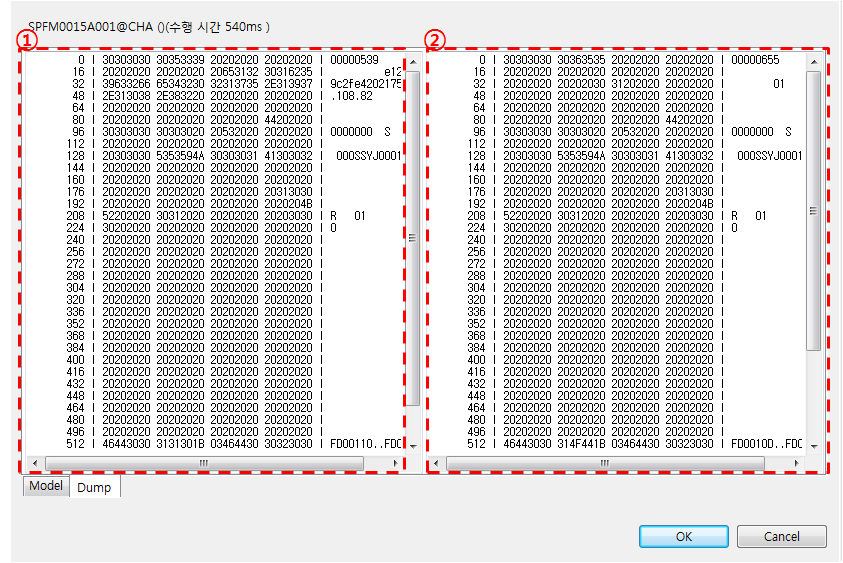 SPFM0015A001@CHA ()(수행 시간 540ms )
①
0 | 30303030 30353339 20202020 20202020 | 00000539
16 | 20202020 20202020 20653132 30316235 | e12
32 | 39633266 65343230 32313735 2E313937 | 9c2fe4202175
48 | 2E313038 2E383220 20202020 20202020 | .108.82
64 | 20202020 20202020 20202020 20202020 |
80 | 20202020 20202020 20202020 44202020 |
96 | 30303030 30303020 20532020 20202020 | 0000000 S
112 | 20202020 20202020 20202020 20202020 |
128 | 20303030 5353594A 30303031 41303032 | 000SSYJ0001
144 | 20202020 20202020 20202020 20202020 |
160 | 20202020 20202020 20202020 20202020 |
176 | 20202020 20202020 20202020 20313030 |
192 | 20202020 20202020 20202020 2020204B |
208 | 52202020 30312020 20202020 20203030 | R 01
224 | 30202020 20202020 20202020 20202020 | 0
240 | 20202020 20202020 20202020 20202020 |
256 | 20202020 20202020 20202020 20202020 |
272 | 20202020 20202020 20202020 20202020 |
288 | 20202020 20202020 20202020 20202020 |
304 | 20202020 20202020 20202020 20202020 |
320 | 20202020 20202020 20202020 20202020 |
336 | 20202020 20202020 20202020 20202020 |
352 | 20202020 20202020 20202020 20202020 |
368 | 20202020 20202020 20202020 20202020 |
384 | 20202020 20202020 20202020 20202020 |
400 | 20202020 20202020 20202020 20202020 |
416 | 20202020 20202020 20202020 20202020 |
432 | 20202020 20202020 20202020 20202020 |
448 | 20202020 20202020 20202020 20202020 |
464 | 20202020 20202020 20202020 20202020 |
480 | 20202020 20202020 20202020 20202020 |
496 | 20202020 20202020 20202020 20202020 |
512 | 46443030 3131301B 03464430 30323030 | FD00110..FD0
②
0 | 30303030 30363535 20202020 20202020 | 00000655
16 | 20202020 20202020 20202020 20202020 |
32 | 20202020 20202030 31202020 20202020 | 01
48 | 20202020 20202020 20202020 20202020 |
64 | 20202020 20202020 20202020 20202020 |
80 | 20202020 20202020 20202020 44202020 |
96 | 30303030 30303020 20532020 20202020 | 0000000 S
112 | 20202020 20202020 20202020 20202020 |
128 | 20303030 5353594A 30303031 41303032 | 000SSYJ0001
144 | 20202020 20202020 20202020 20202020 |
160 | 20202020 20202020 20202020 20202020 |
176 | 20202020 20202020 20202020 20313030 |
192 | 20202020 20202020 20202020 2020204B |
208 | 52202020 30312020 20202020 20203030 | R 01
224 | 30202020 20202020 20202020 20202020 | 0
240 | 20202020 20202020 20202020 20202020 |
256 | 20202020 20202020 20202020 20202020 |
272 | 20202020 20202020 20202020 20202020 |
288 | 20202020 20202020 20202020 20202020 |
304 | 20202020 20202020 20202020 20202020 |
320 | 20202020 20202020 20202020 20202020 |
336 | 20202020 20202020 20202020 20202020 |
352 | 20202020 20202020 20202020 20202020 |
368 | 20202020 20202020 20202020 20202020 |
384 | 20202020 20202020 20202020 20202020 |
400 | 20202020 20202020 20202020 20202020 |
416 | 20202020 20202020 20202020 20202020 |
432 | 20202020 20202020 20202020 20202020 |
448 | 20202020 20202020 20202020 20202020 |
464 | 20202020 20202020 20202020 20202020 |
480 | 20202020 20202020 20202020 20202020 |
496 | 20202020 20202020 20202020 20202020 |
512 | 46443030 314F441B 03464430 30323030 | FD0010D..FD0
Model Dump
OK Cancel